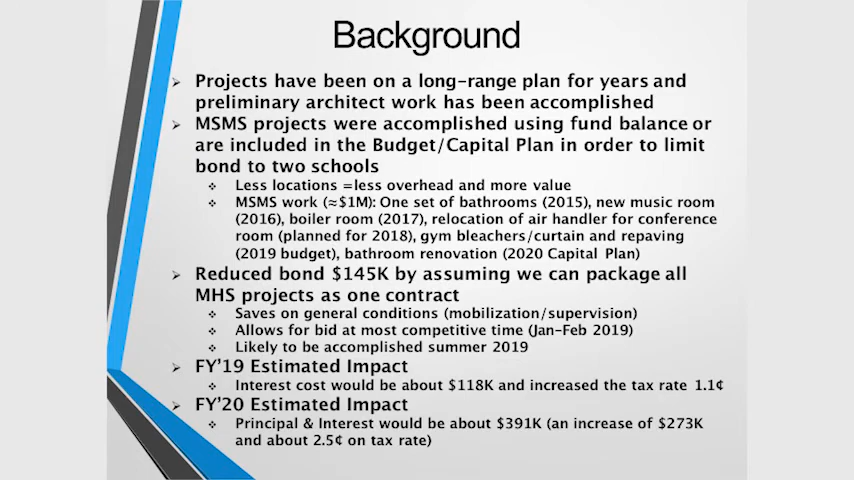 Background
Projects have been on a long-range plan for years and
preliminary architect work has been accomplished
MSMS projects were accomplished using fund balance or
are included in the Budget/Capital Plan in order to limit
bond to two schools
Less locations =less overhead and more value
MSMS work (≈$1M): One set of bathrooms (2015), new music room
(2016), boiler room (2017), relocation of air handler for conference
room (planned for 2018), gym bleachers/curtain and repaving
(2019 budget), bathroom renovation (2020 Capital Plan)
Reduced bond $145K by assuming we can package all
MHS projects as one contract
Saves on general conditions (mobilization/supervision)
Allows for bid at most competitive time (Jan-Feb 2019)
Likely to be accomplished summer 2019
FY'19 Estimated Impact
Interest cost would be about $118K and increased the tax rate 1.1¢
FY'20 Estimated Impact
Principal & Interest would be about $391K (an increase of $273K
and about 2.5¢ on tax rate)